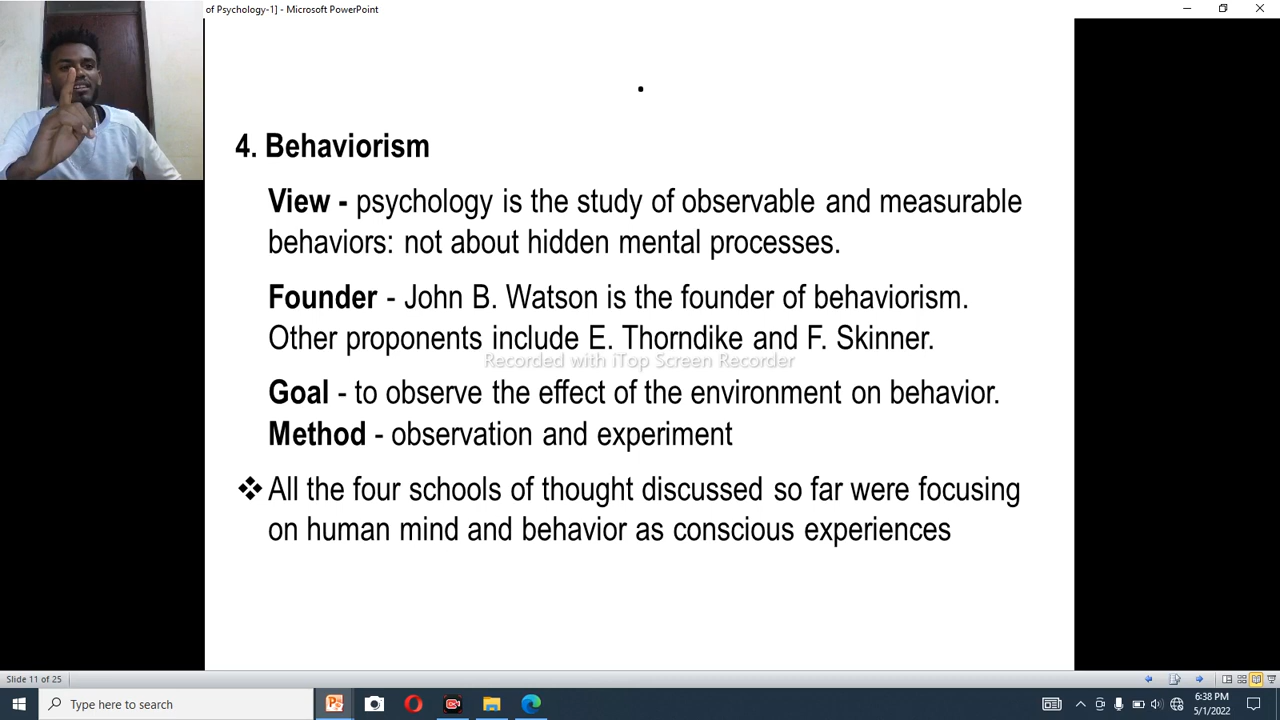 of Psychology-1] - Microsoft PowerPoint
4. Behaviorism
View - psychology is the study of observable and measurable
behaviors: not about hidden mental processes.
Founder - John B. Watson is the founder of behaviorism.
Other proponents include E. Thorndike and F. Skinner.
Recorded with iTop Screen Recorder
Goal - to observe the effect of the environment on behavior.
Method - observation and experiment
❖ All the four schools of thought discussed so far were focusing
on human mind and behavior as conscious experiences
Slide 11 of 25
Type here to search
6:38 PM
5/1/2022